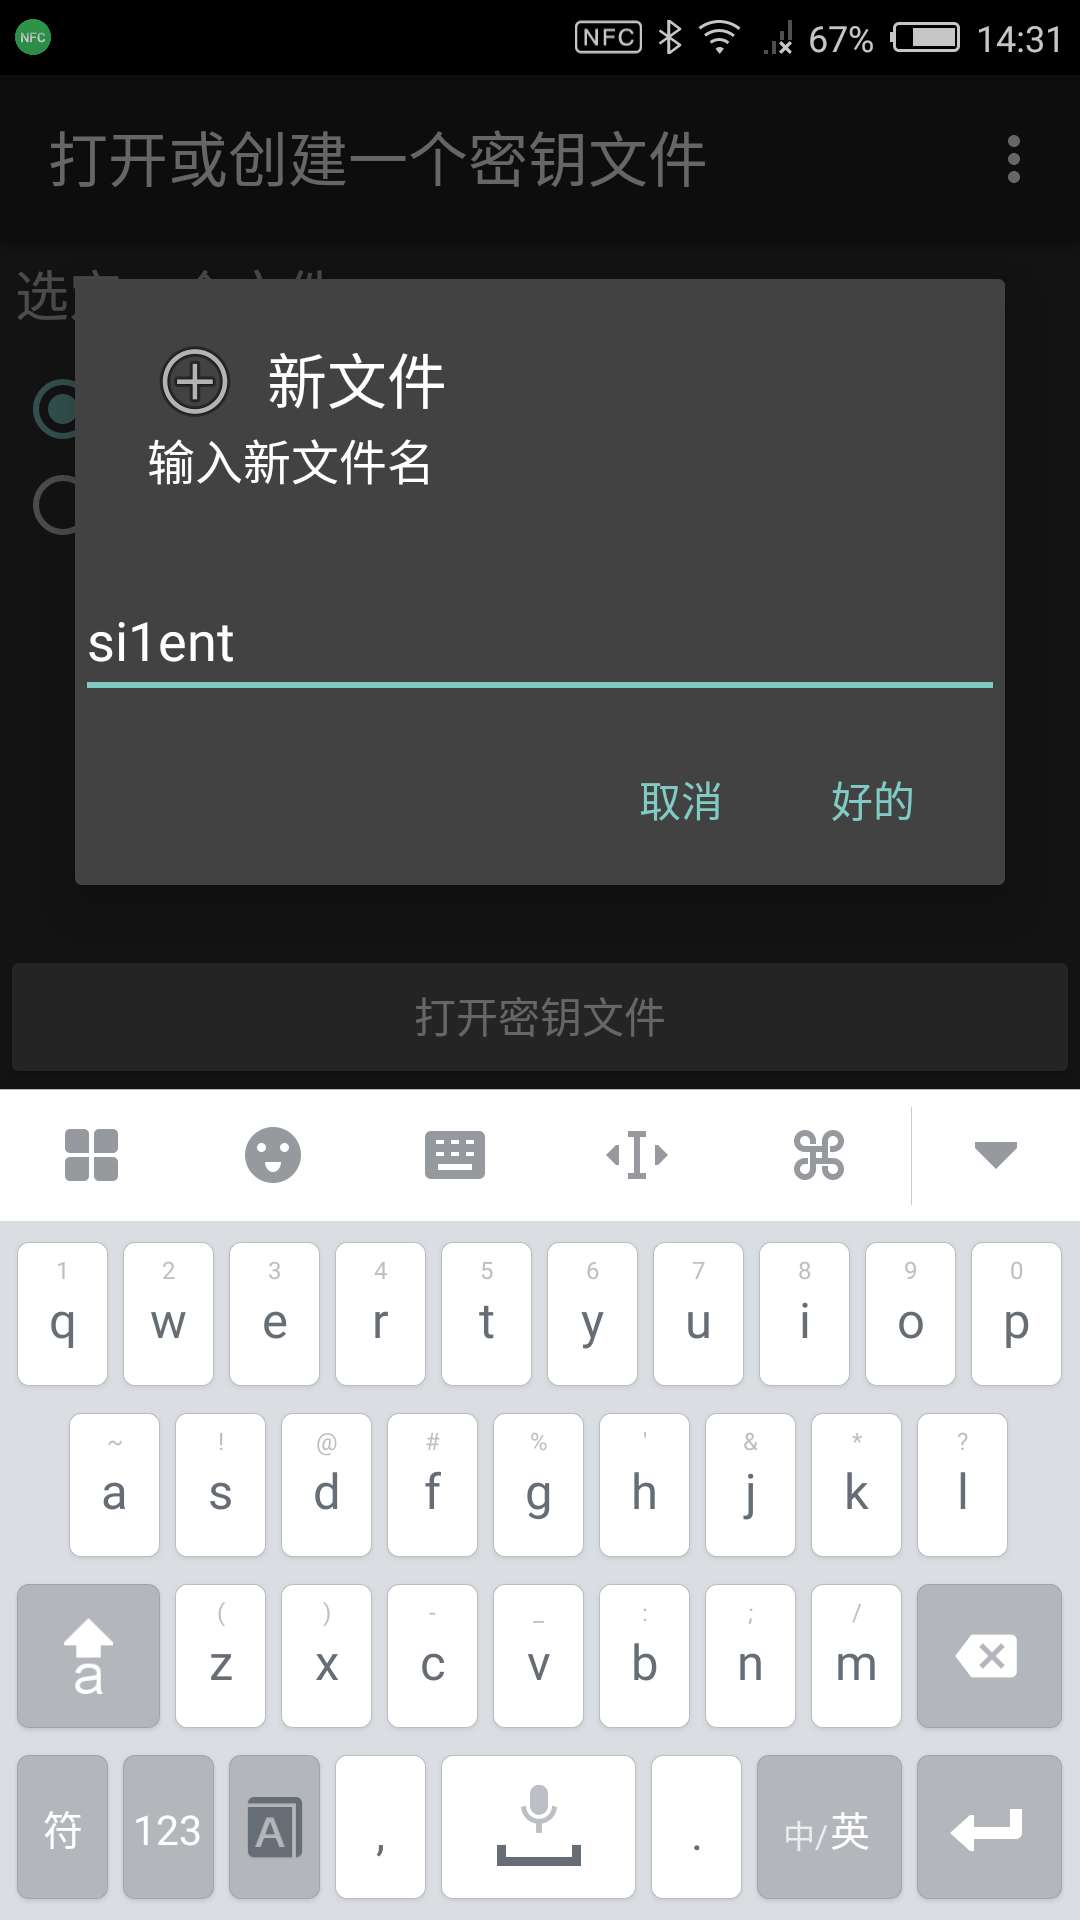 NFC NFC 67% 14:31
打开或创建一个密钥文件
新文件
输入新文件名
si1ent
取消 好的
打开密钥文件
1 2 3 4 5 6 7 8 9 0
q w e r t y u i o p
~ ! @ # % ' & * ?
a s d f g h j k l
( ) - _ : ; /
a z x c v b n m
符 123 A , . 中/英